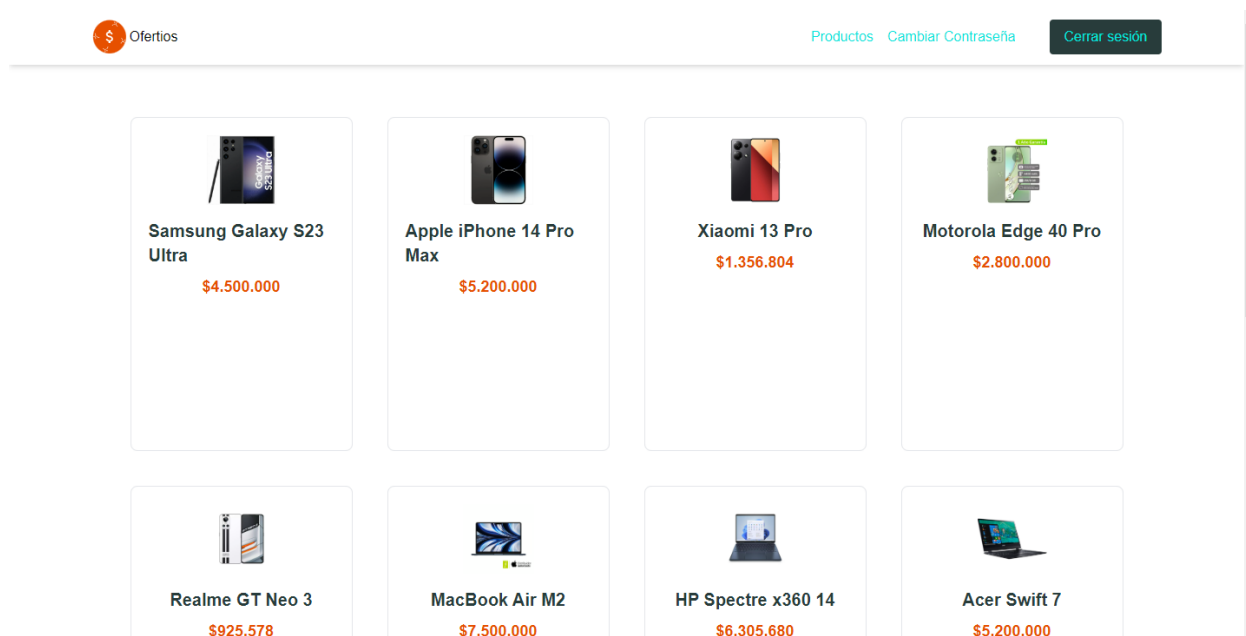 $ Ofertios
Productos Cambiar Contraseña Cerrar sesión
Galaxy
S23 Ultra
Samsung Galaxy S23
Ultra
$4.500.000
Apple iPhone 14 Pro
Max
$5.200.000
Xiaomi 13 Pro
$1.356.804
Motorola Edge 40 Pro
$2.800.000
Realme GT Neo 3
$925.578
MacBook Air M2
$7.500.000
HP Spectre x360 14
$6.305.680
Acer Swift 7
$5.200.000